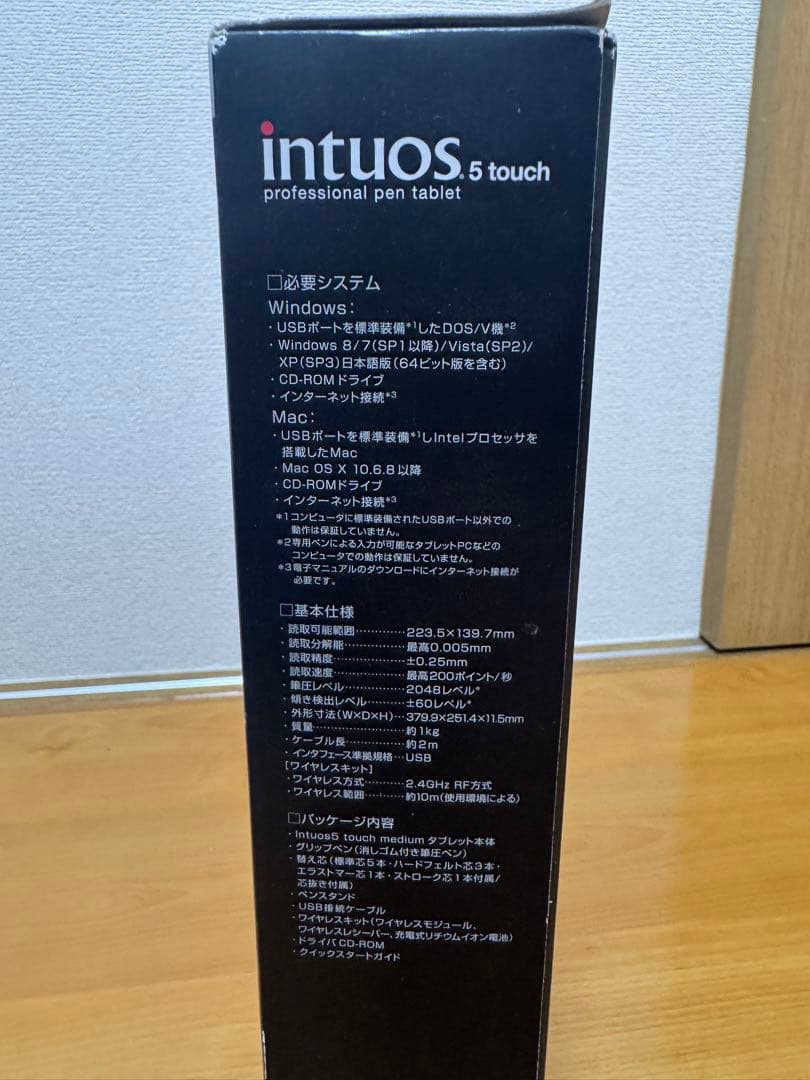 intuos 5 touch
professional pen tablet
□必要システム
Windows：
・USBポートを標準装備*1したDOS/V機*2
・Windows 8/7(SP1以降)/Vista(SP2)/
XP(SP3)日本語版(64ビット版を含む)
・CD-ROMドライブ
・インターネット接続*3
Mac：
・USBポートを標準装備*1しIntelプロセッサを
搭載したMac
・Mac OS X 10.6.8以降
・CD-ROMドライブ
・インターネット接続*3
*1コンピュータに標準装備されたUSBポート以外での
動作は保証していません。
*2専用ペンによる入力が可能なタブレットPCなどの
コンピュータでの動作は保証していません。
*3電子マニュアルのダウンロードにインターネット接続が
必要です。
□基本仕様
・読取可能範囲…………223.5×139.7mm
・読取分解能……………最高0.005mm
・読取精度………………±0.25mm
・読取速度………………最高200ポイント/秒
・筆圧レベル……………2048レベル*
・傾き検出レベル………±60レベル*
・外形寸法(W×D×H)…379.9×251.4×11.5mm
・質量……………………約1kg
・ケーブル長……………約2m
・インタフェース準拠規格…USB
[ワイヤレスキット]
・ワイヤレス方式………2.4GHz RF方式
・ワイヤレス範囲………約10m(使用環境による)
□パッケージ内容
・Intuos5 touch medium タブレット本体
・グリップペン(消しゴム付き筆圧ペン)
・替え芯(標準芯5本・ハードフェルト芯3本・
エラストマー芯1本・ストローク芯1本付属/
芯抜き付属)
・ペンスタンド
・USB接続ケーブル
・ワイヤレスキット(ワイヤレスモジュール、
ワイヤレスレシーバー、充電式リチウムイオン電池)
・ドライバCD-ROM
・クイックスタートガイド